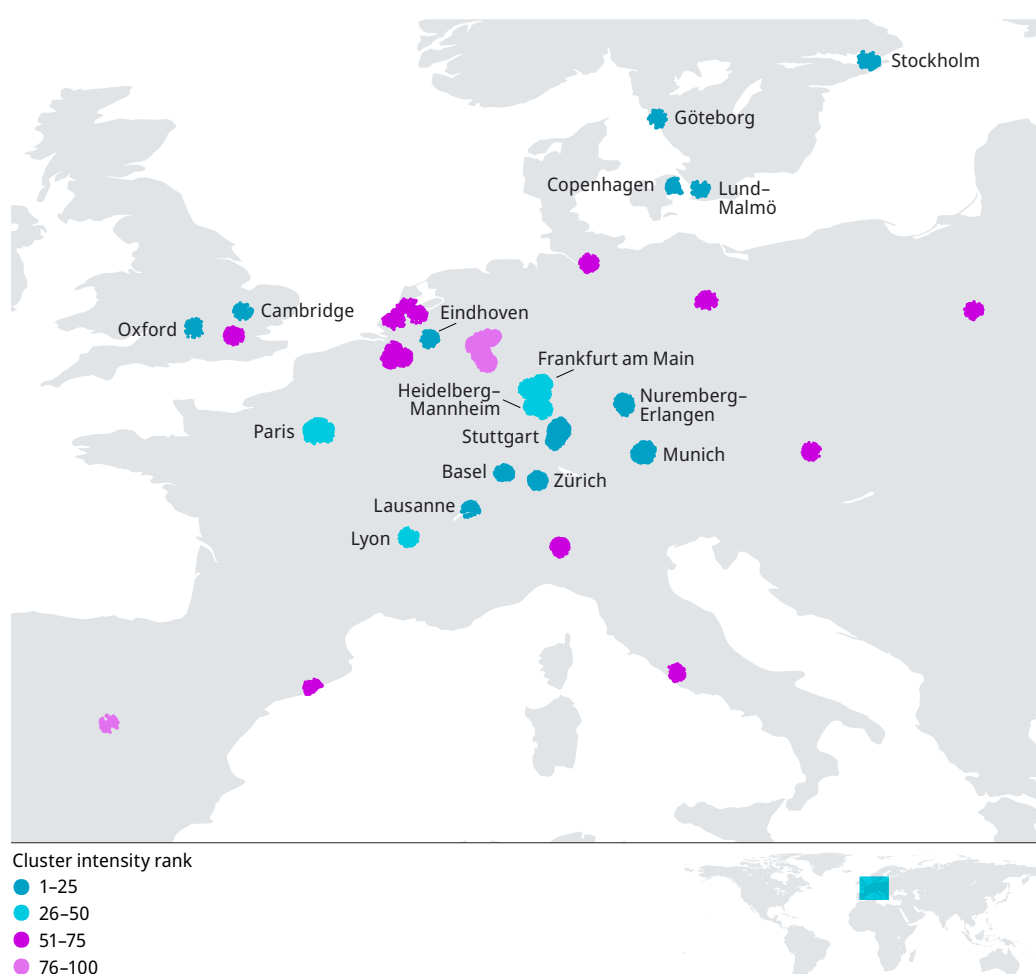 Stockholm
Göteborg
Copenhagen
Lund–
Malmö
Cambridge
Eindhoven
Oxford
Frankfurt am Main
Heidelberg–
Mannheim
Nuremberg–
Erlangen
Paris
Stuttgart
Munich
Basel
Zürich
Lausanne
Lyon
Cluster intensity rank
1–25
26–50
51–75
76–100